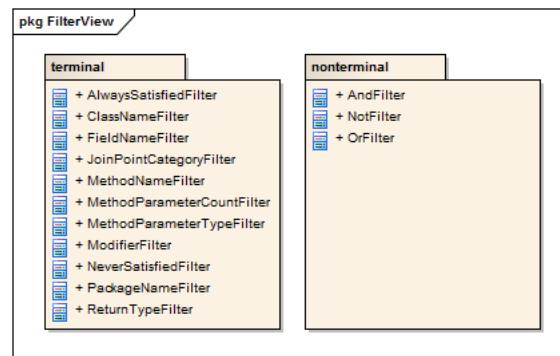 pkg FilterView
terminal
+ AlwaysSatisfiedFilter
+ ClassNameFilter
+ FieldNameFilter
+ JoinPointCategoryFilter
+ MethodNameFilter
+ MethodParameterCountFilter
+ MethodParameterTypeFilter
+ ModifierFilter
+ NeverSatisfiedFilter
+ PackageNameFilter
+ ReturnTypeFilter
nonterminal
+ AndFilter
+ NotFilter
+ OrFilter